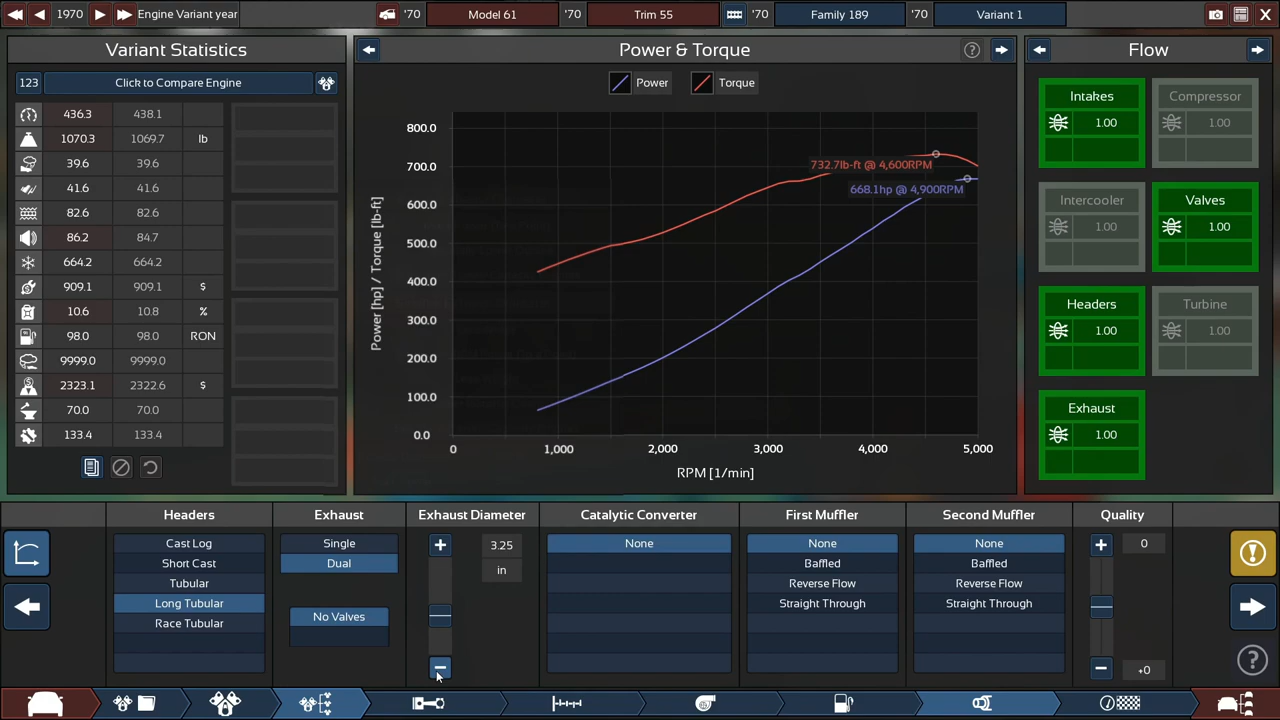 1970 Engine Variant year '70 Model 61 '70 Trim 55 '70 Family 189 '70 Variant 1
Variant Statistics
123 Click to Compare Engine
436.3 438.1
1070.3 1069.7 lb
39.6 39.6
41.6 41.6
82.6 82.6
86.2 84.7
664.2 664.2
909.1 909.1 $
10.6 10.8 %
98.0 98.0 RON
9999.0 9999.0
2323.1 2322.6 $
70.0 70.0
133.4 133.4
Power & Torque ?
Power Torque
800.0
700.0
600.0
500.0
400.0
300.0
200.0
100.0
0.0
Power [hp] / Torque [lb-ft]
732.7lb-ft @ 4,600RPM
668.1hp @ 4,900RPM
0 1,000 2,000 3,000 4,000 5,000
RPM [1/min]
Flow
Intakes
1.00
Compressor
1.00
Intercooler
1.00
Valves
1.00
Headers
1.00
Turbine
1.00
Exhaust
1.00
Headers
Cast Log
Short Cast
Tubular
Long Tubular
Race Tubular
Exhaust
Single
Dual
No Valves
Exhaust Diameter
+ 3.25
in
−
Catalytic Converter
None
First Muffler
None
Baffled
Reverse Flow
Straight Through
Second Muffler
None
Baffled
Reverse Flow
Straight Through
Quality
+ 0
− +0
!
?